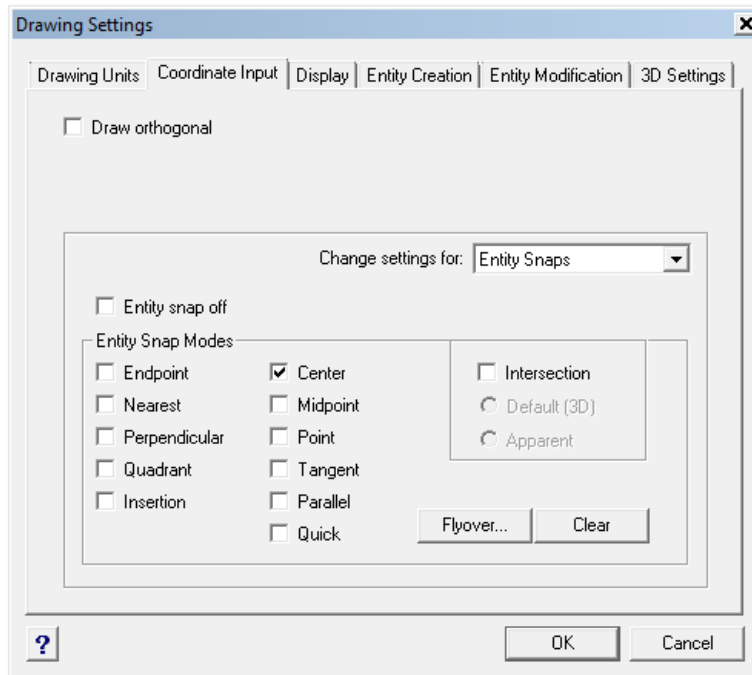 Drawing Settings
Drawing Units Coordinate Input Display Entity Creation Entity Modification 3D Settings
Draw orthogonal
Change settings for: Entity Snaps
Entity snap off
Entity Snap Modes
Endpoint Center Intersection
Nearest Midpoint Default (3D)
Perpendicular Point Apparent
Quadrant Tangent
Insertion Parallel
Quick Flyover... Clear
? OK Cancel